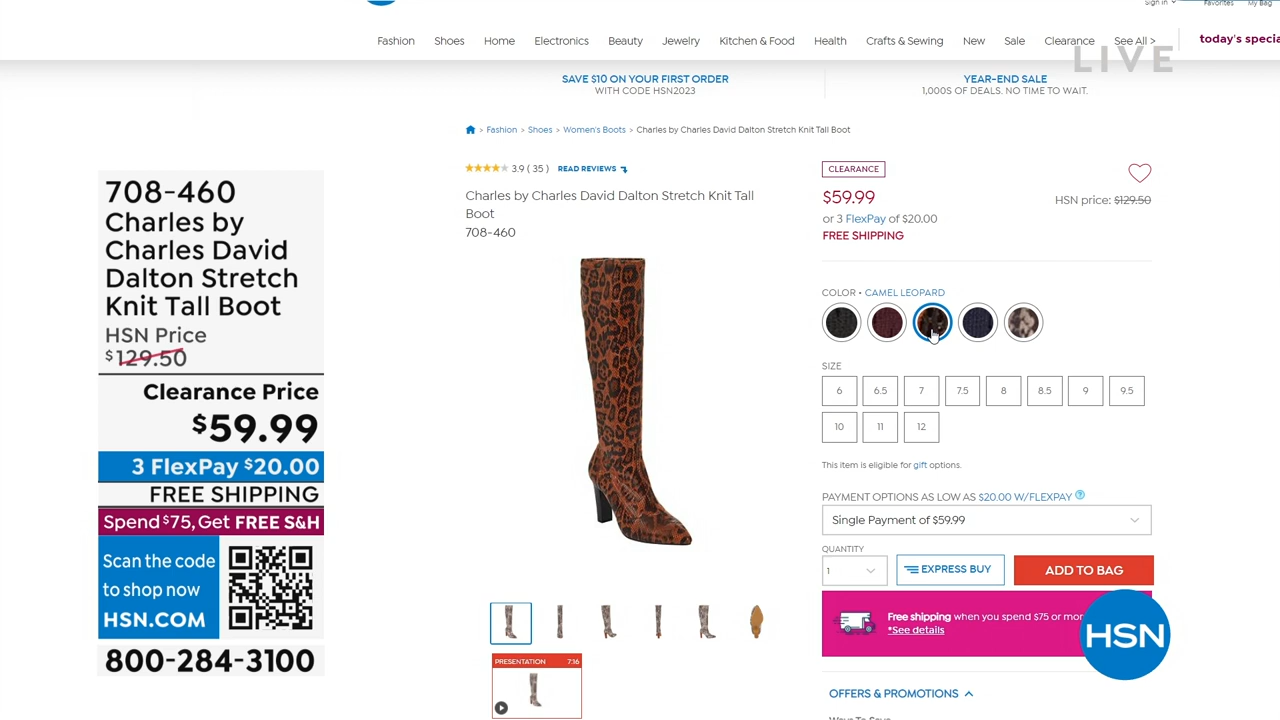 Sign in
Favorites
My Bag
Fashion
Shoes
Home
Electronics
Beauty
Jewelry
Kitchen & Food
Health
Crafts & Sewing
New
Sale
Clearance
See All >
today's specia
LIVE
SAVE $10 ON YOUR FIRST ORDER
WITH CODE HSN2023
YEAR-END SALE
1,000S OF DEALS. NO TIME TO WAIT.
> Fashion > Shoes > Women's Boots > Charles by Charles David Dalton Stretch Knit Tall Boot
708-460
Charles by
Charles David
Dalton Stretch
Knit Tall Boot
HSN Price
$129.50
Clearance Price
$59.99
3 FlexPay $20.00
FREE SHIPPING
Spend $75, Get FREE S&H
Scan the code
to shop now
HSN.COM
800-284-3100
3.9 ( 35 ) READ REVIEWS
Charles by Charles David Dalton Stretch Knit Tall
Boot
708-460
PRESENTATION 7:16
CLEARANCE
$59.99
HSN price: $129.50
or 3 FlexPay of $20.00
FREE SHIPPING
COLOR • CAMEL LEOPARD
SIZE
6
6.5
7
7.5
8
8.5
9
9.5
10
11
12
This item is eligible for gift options.
PAYMENT OPTIONS AS LOW AS $20.00 W/FLEXPAY ?
Single Payment of $59.99
QUANTITY
1
EXPRESS BUY
ADD TO BAG
Free shipping when you spend $75 or mor
*See details
HSN
OFFERS & PROMOTIONS
Ways To Save